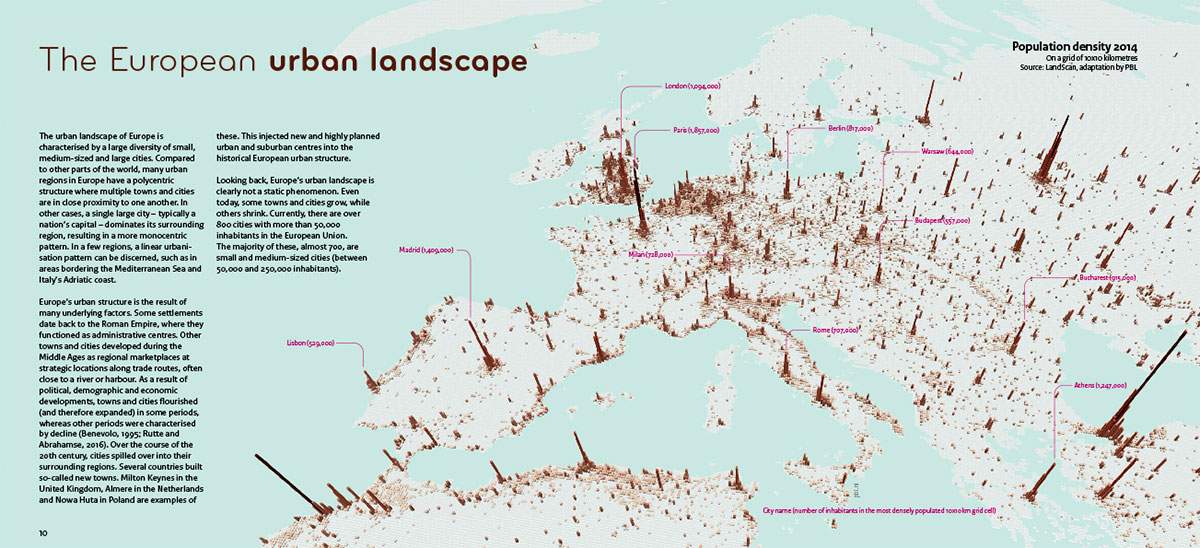 The European urban landscape
Population density 2014
On a grid of 10x10 kilometres
Source: LandScan, adaptation by PBL
The urban landscape of Europe is
characterised by a large diversity of small,
medium-sized and large cities. Compared
to other parts of the world, many urban
regions in Europe have a polycentric
structure where multiple towns and cities
are in close proximity to one another. In
other cases, a single large city – typically a
nation's capital – dominates its surrounding
region, resulting in a more monocentric
pattern. In a few regions, a linear urbani-
sation pattern can be discerned, such as in
areas bordering the Mediterranean Sea and
Italy's Adriatic coast.
Europe's urban structure is the result of
many underlying factors. Some settlements
date back to the Roman Empire, where they
functioned as administrative centres. Other
towns and cities developed during the
Middle Ages as regional marketplaces at
strategic locations along trade routes, often
close to a river or harbour. As a result of
political, demographic and economic
developments, towns and cities flourished
(and therefore expanded) in some periods,
whereas other periods were characterised
by decline (Benevolo, 1995; Rutte and
Abrahamse, 2016). Over the course of the
20th century, cities spilled over into their
surrounding regions. Several countries built
so-called new towns. Milton Keynes in the
United Kingdom, Almere in the Netherlands
and Nowa Huta in Poland are examples of
these. This injected new and highly planned
urban and suburban centres into the
historical European urban structure.
Looking back, Europe's urban landscape is
clearly not a static phenomenon. Even
today, some towns and cities grow, while
others shrink. Currently, there are over
800 cities with more than 50,000
inhabitants in the European Union.
The majority of these, almost 700, are
small and medium-sized cities (between
50,000 and 250,000 inhabitants).
London (1,094,000)
Paris (1,857,000)
Berlin (817,000)
Warsaw (644,000)
Budapest (557,000)
Madrid (1,409,000)
Milan (728,000)
Bucharest (915,000)
Rome (707,000)
Lisbon (529,000)
Athens (1,247,000)
City name (number of inhabitants in the most densely populated 10x10 km grid cell)
10